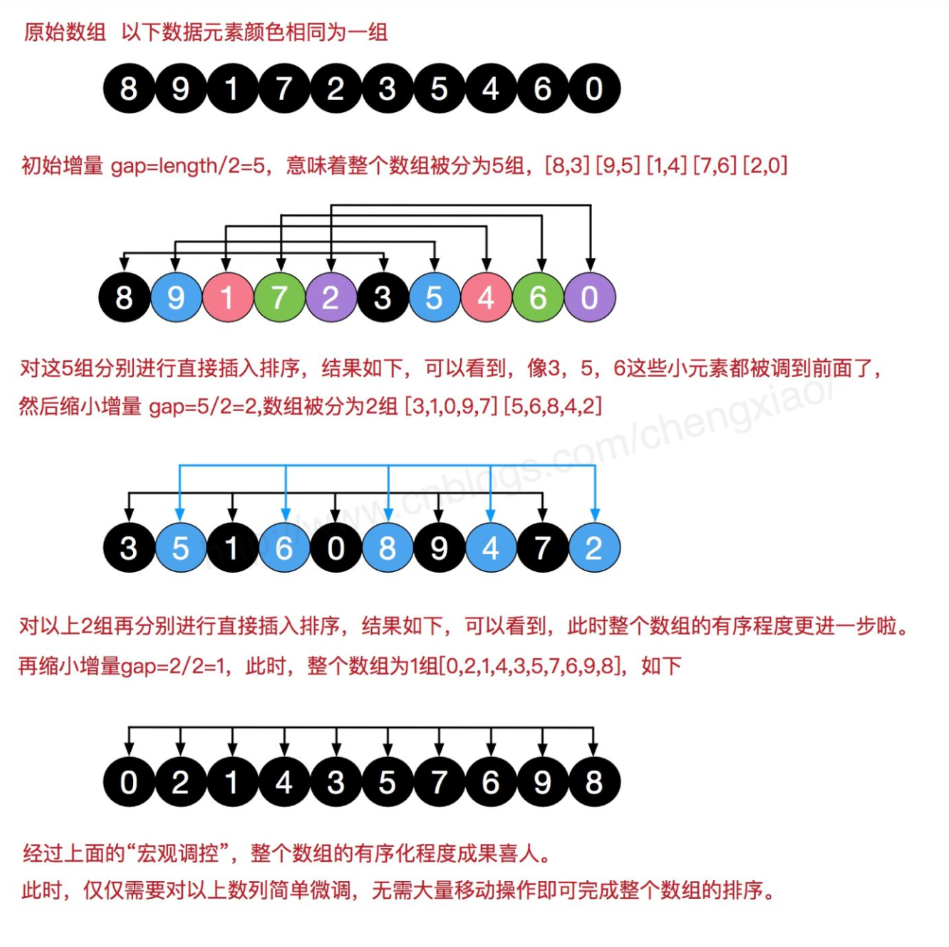 原始数组 以下数据元素颜色相同为一组
8 9 1 7 2 3 5 4 6 0
初始增量 gap=length/2=5，意味着整个数组被分为5组，[8,3] [9,5] [1,4] [7,6] [2,0]
8 9 1 7 2 3 5 4 6 0
对这5组分别进行直接插入排序，结果如下，可以看到，像3，5，6这些小元素都被调到前面了，
然后缩小增量 gap=5/2=2,数组被分为2组 [3,1,0,9,7] [5,6,8,4,2]
http://www.cnblogs.com/chengxiao/
3 5 1 6 0 8 9 4 7 2
对以上2组再分别进行直接插入排序，结果如下，可以看到，此时整个数组的有序程度更进一步啦。
再缩小增量gap=2/2=1，此时，整个数组为1组[0,2,1,4,3,5,7,6,9,8]，如下
0 2 1 4 3 5 7 6 9 8
经过上面的“宏观调控”，整个数组的有序化程度成果喜人。
此时，仅仅需要对以上数列简单微调，无需大量移动操作即可完成整个数组的排序。